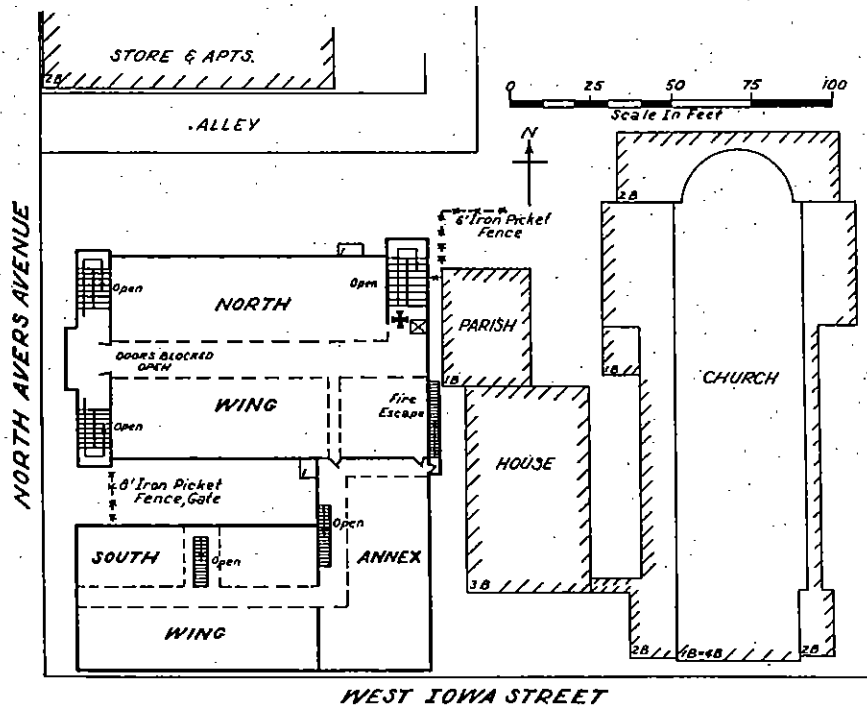 STORE & APTS.
2B
ALLEY
0 25 50 75 100
Scale In Feet
N
NORTH AVERS AVENUE
6' Iron Picket
Fence
2B
Open
NORTH
Open
PARISH
DOORS BLOCKED
OPEN
1B
1B
CHURCH
WING
Fire
Escape
Open
HOUSE
6' Iron Picket
Fence, Gate
Open
SOUTH
Open
ANNEX
3B
WING
2B
1B=4B
2B
WEST IOWA STREET